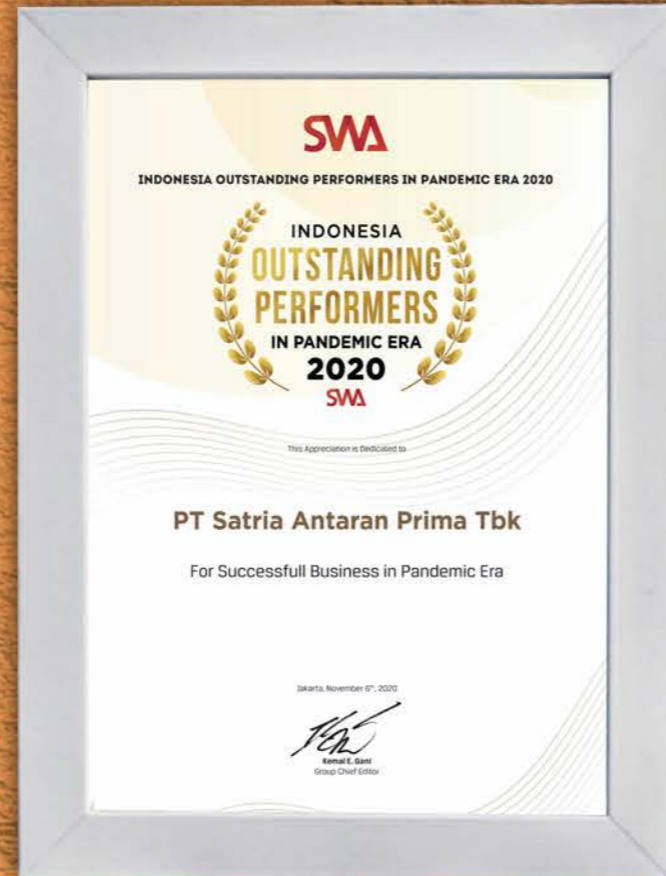 SWA
INDONESIA OUTSTANDING PERFORMERS IN PANDEMIC ERA 2020
INDONESIA
OUTSTANDING
PERFORMERS
IN PANDEMIC ERA
2020
SWA
This Appreciation is Dedicated to
PT Satria Antaran Prima Tbk
For Successfull Business in Pandemic Era
Jakarta, November 6th, 2020
Kemal E. Gani
Group Chief Editor